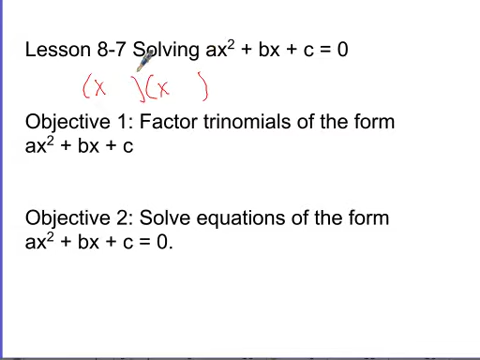 Lesson 8-7 Solving ax² + bx + c = 0
(x )(x )
Objective 1: Factor trinomials of the form
ax² + bx + c
Objective 2: Solve equations of the form
ax² + bx + c = 0.